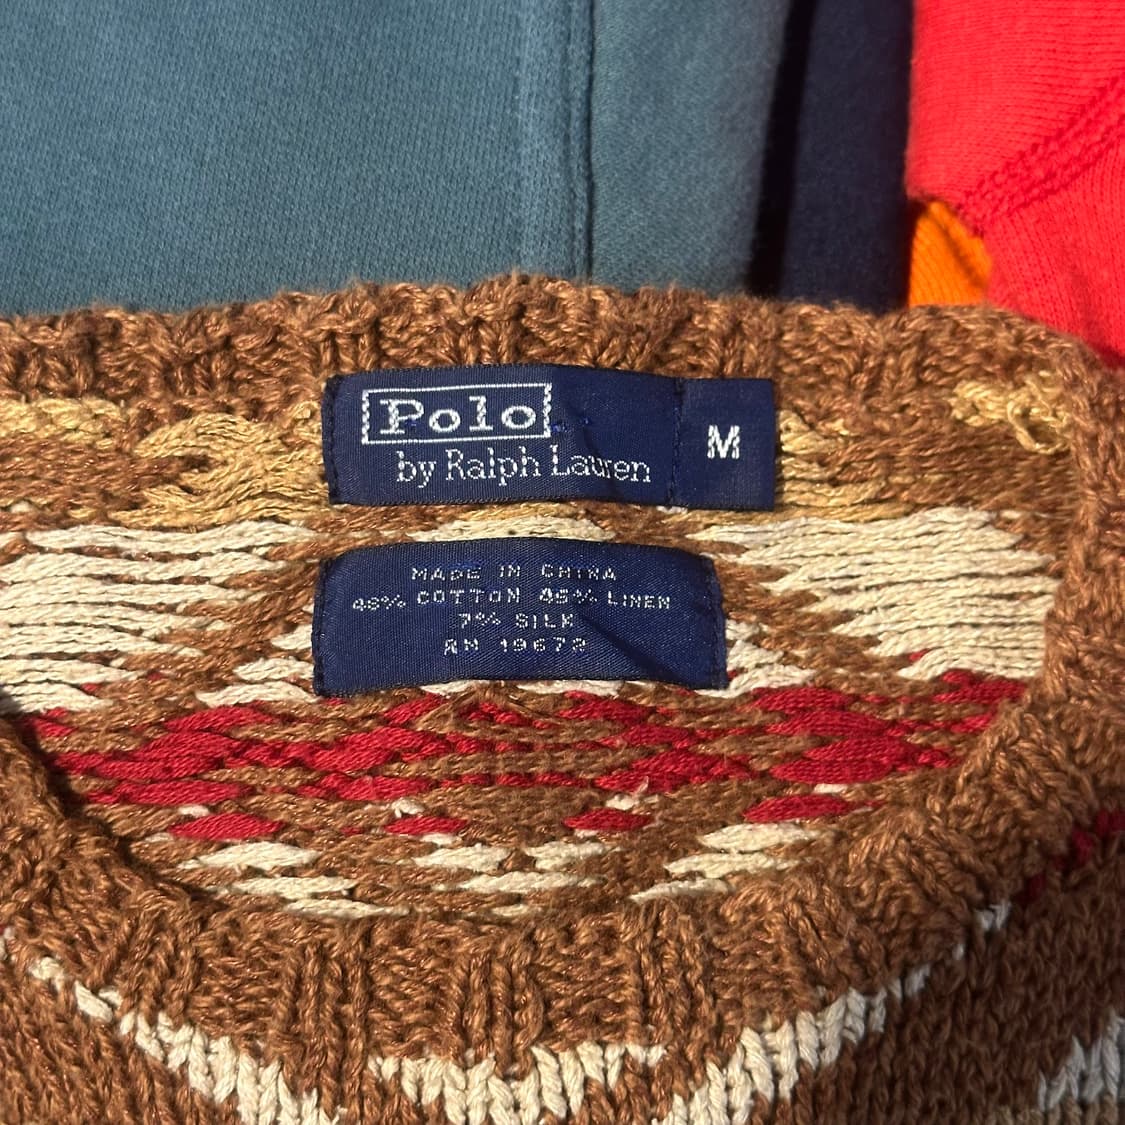 Polo
by Ralph Lauren
M
MADE IN CHINA
48% COTTON 45% LINEN
7% SILK
RN 19672